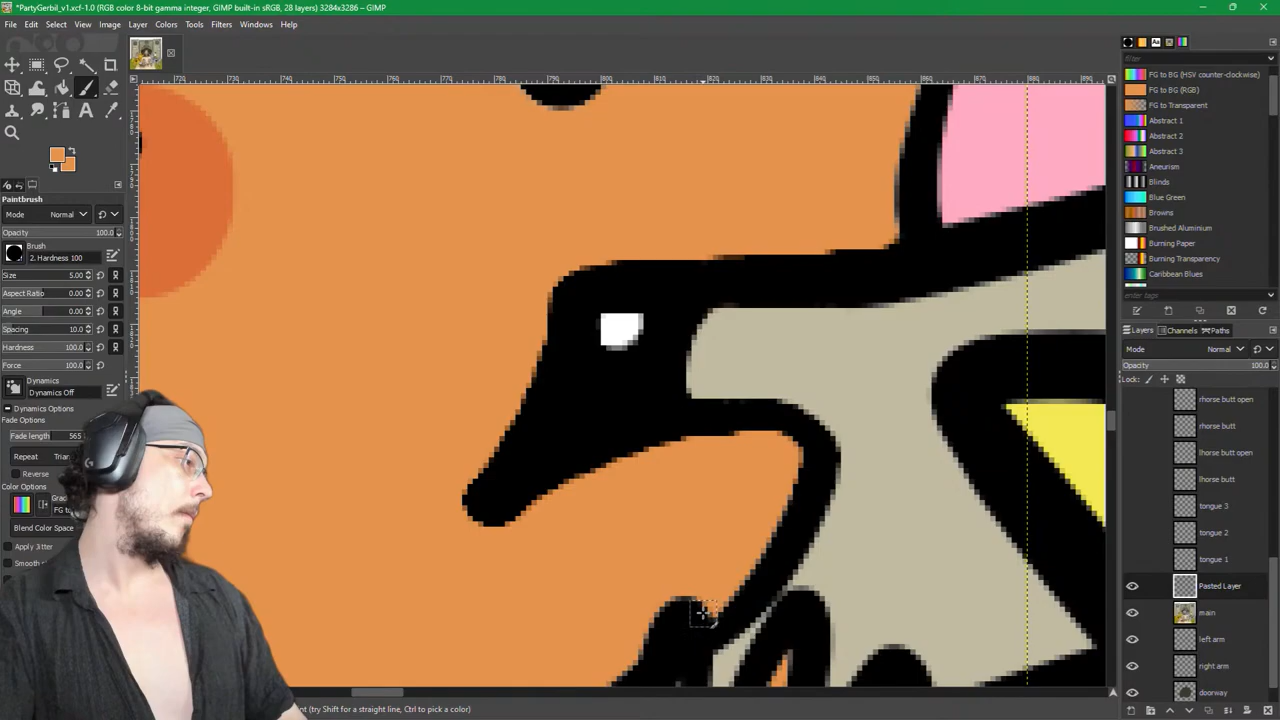 *PartyGerbil_v1.xcf-1.0 (RGB color 8-bit gamma integer, GIMP built-in sRGB, 28 layers) 3284x3286 – GIMP
File Edit Select View Image Layer Colors Tools Filters Windows Help
Paintbrush
Mode Normal
Opacity 100.0
Brush
2. Hardness 100
Size 5.00
Aspect Ratio 0.00
Angle 0.00
Spacing 10.0
Hardness 100.0
Force 100.0
Dynamics
Dynamics Off
Dynamics Options
Fade Options
Fade length 565
Repeat
Reverse
Color Options
Blend Color Space
Apply Jitter
filter
FG to BG (HSV counter-clockwise)
FG to BG (RGB)
FG to Transparent
Abstract 1
Abstract 2
Abstract 3
Aneurism
Blinds
Blue Green
Browns
Brushed Aluminium
Burning Paper
Burning Transparency
Caribbean Blues
enter tags
Layers Channels Paths
Mode Normal
Opacity 100.0
Lock:
rhorse butt open
rhorse butt
lhorse butt open
lhorse butt
tongue 3
tongue 2
tongue 1
Pasted Layer
main
left arm
right arm
doorway
(try Shift for a straight line, Ctrl to pick a color)